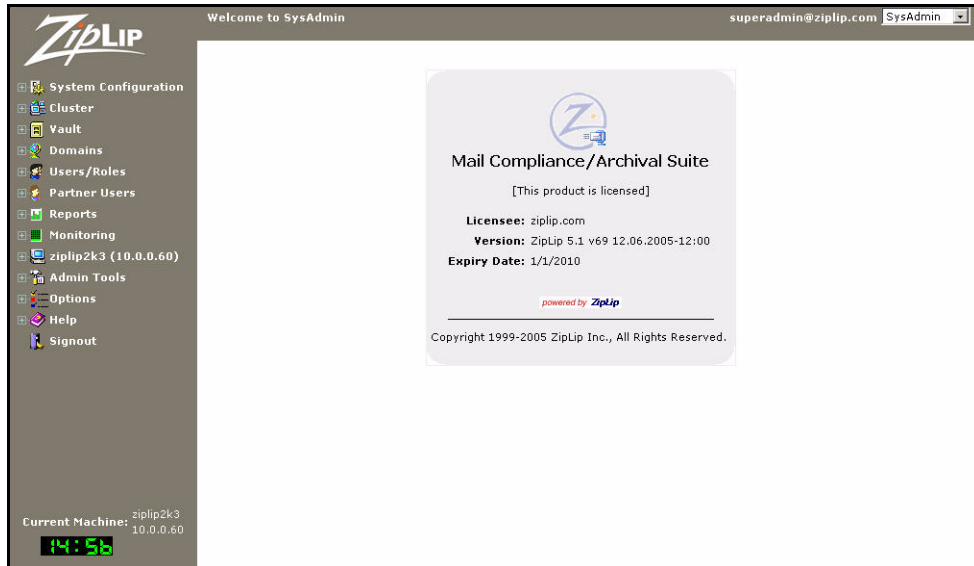 Welcome to SysAdmin
superadmin@ziplip.com SysAdmin
ZipLip
System Configuration
Cluster
Vault
Domains
Users/Roles
Partner Users
Reports
Monitoring
ziplip2k3 (10.0.0.60)
Admin Tools
Options
Help
Signout
Current Machine: ziplip2k3
10.0.0.60
14:56
Z
Mail Compliance/Archival Suite
[This product is licensed]
Licensee: ziplip.com
Version: ZipLip 5.1 v69 12.06.2005-12:00
Expiry Date: 1/1/2010
powered by ZipLip
Copyright 1999-2005 ZipLip Inc., All Rights Reserved.